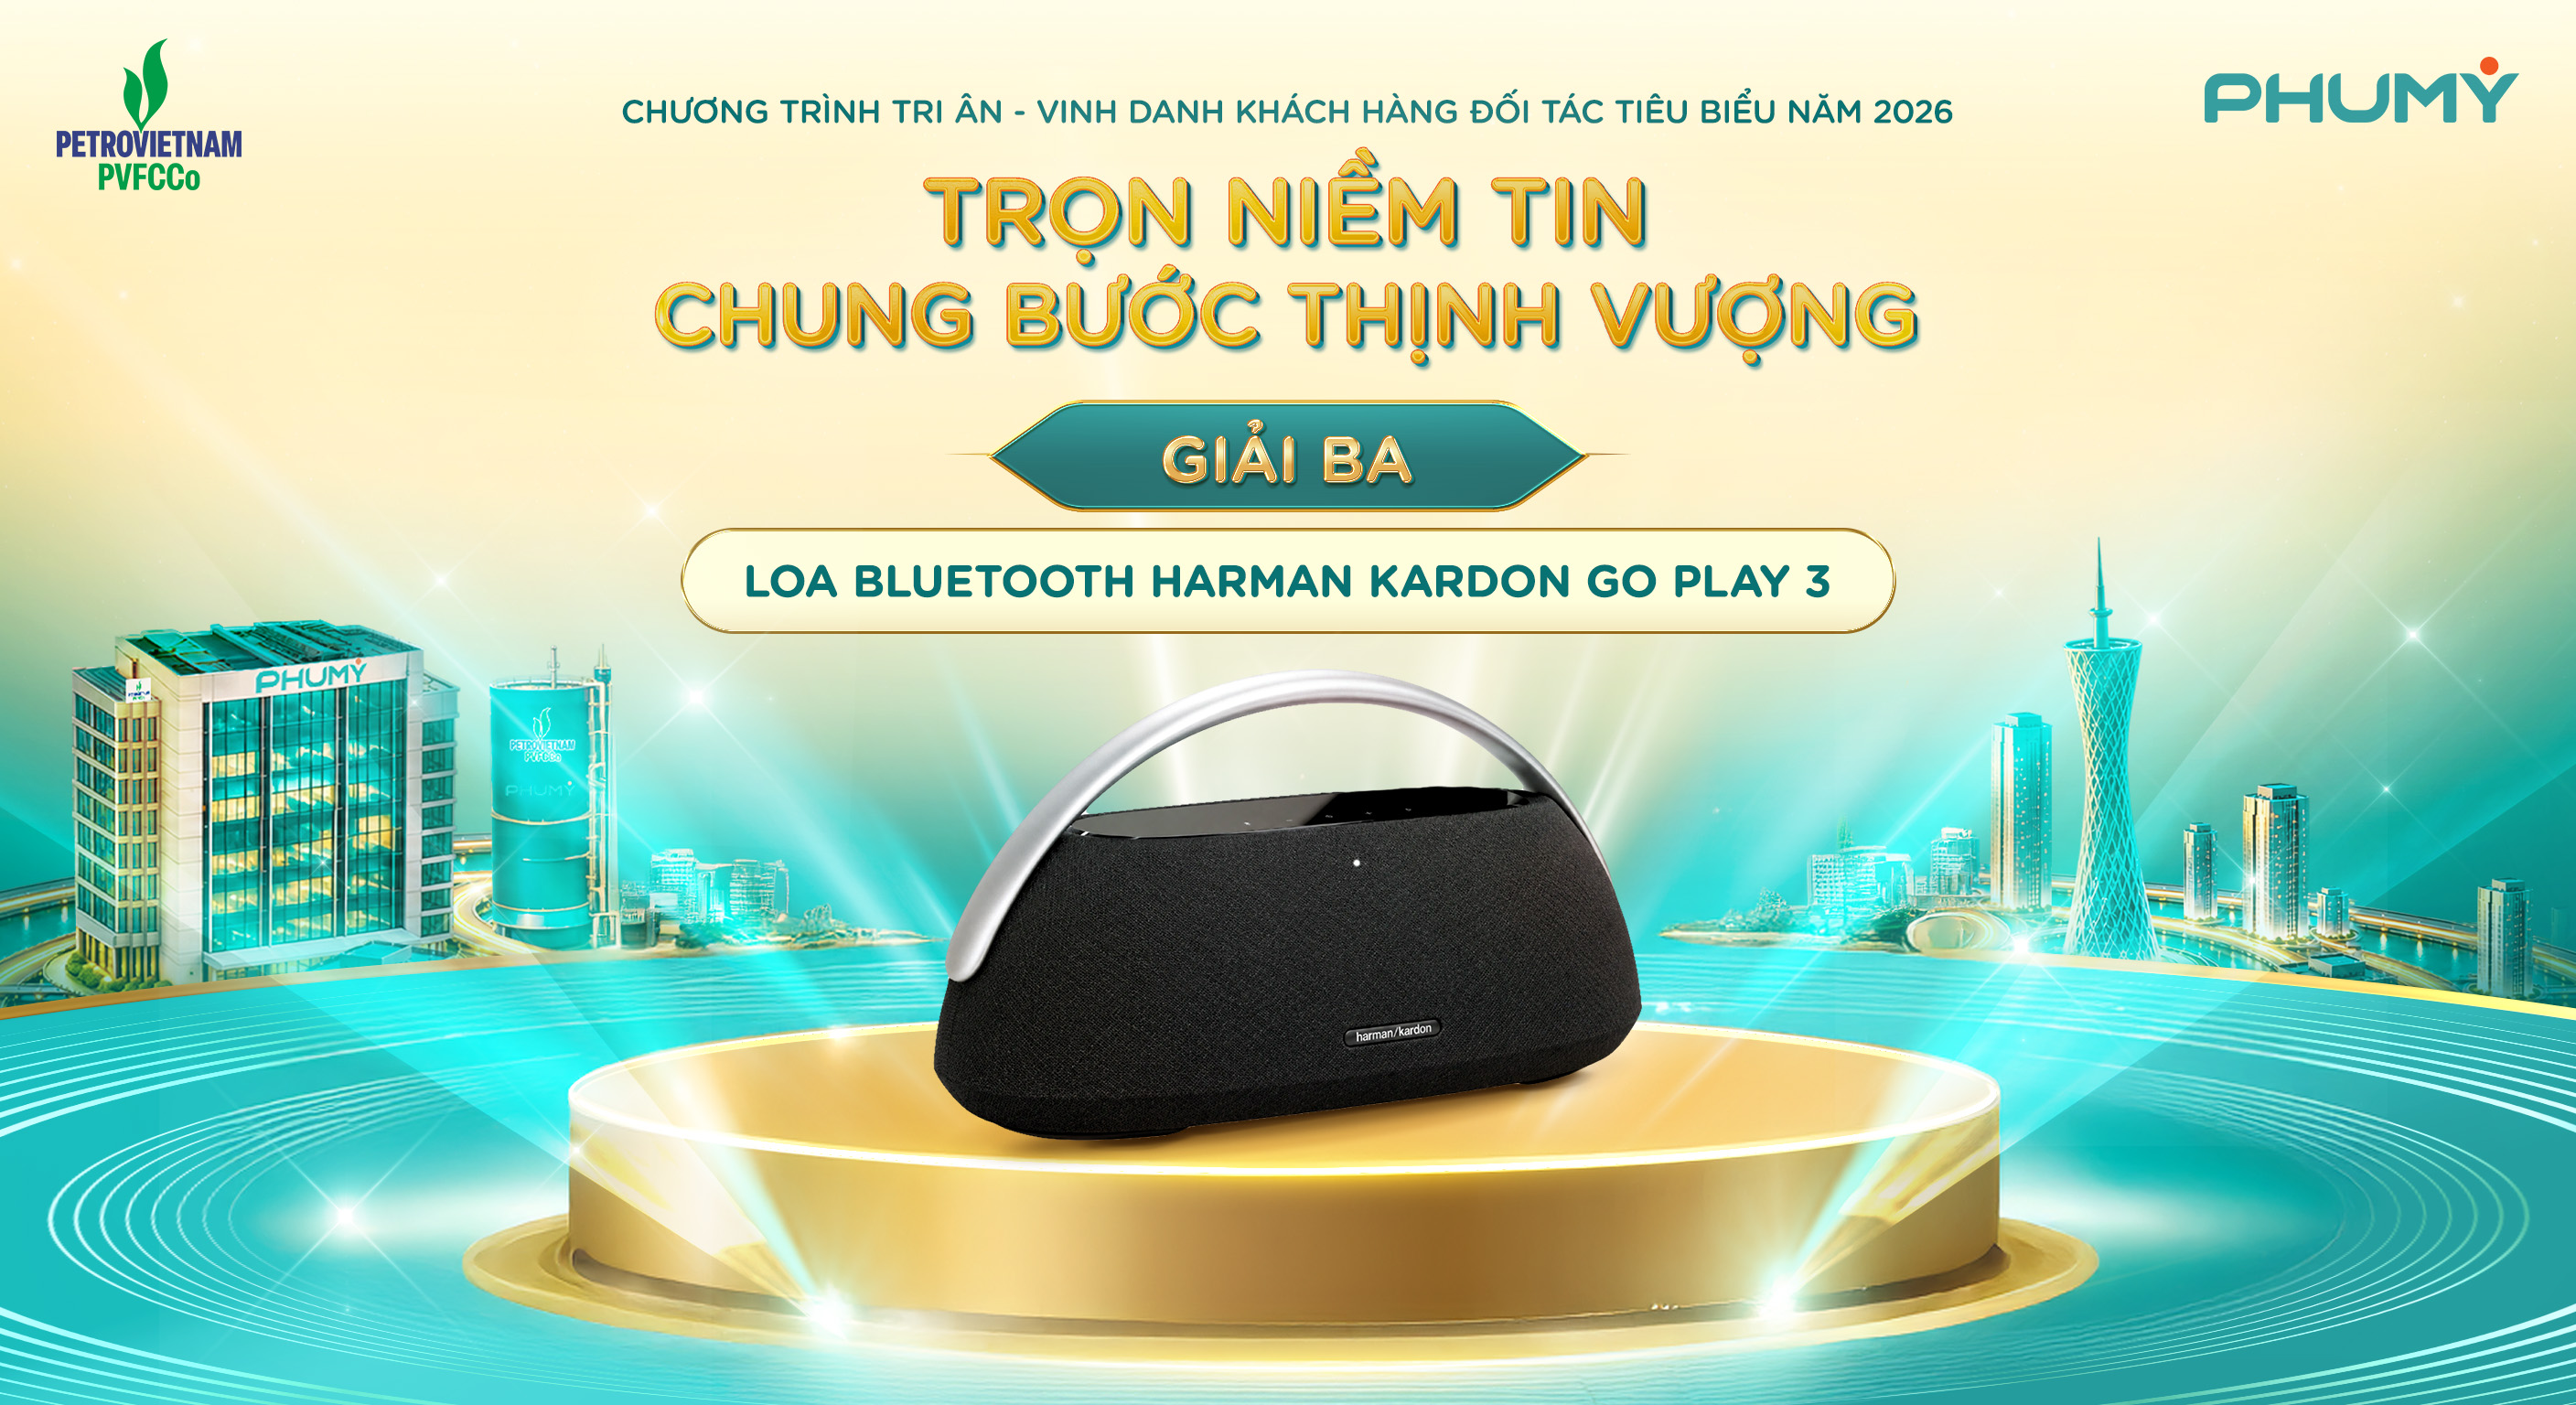 PETROVIETNAM
PVFCCo
PHUMỸ
CHƯƠNG TRÌNH TRI ÂN - VINH DANH KHÁCH HÀNG ĐỐI TÁC TIÊU BIỂU NĂM 2026
TRỌN NIỀM TIN
CHUNG BƯỚC THỊNH VƯỢNG
GIẢI BA
LOA BLUETOOTH HARMAN KARDON GO PLAY 3
PHUMỸ
PETROVIETNAM
PVFCCo
PHUMỸ
harman/kardon